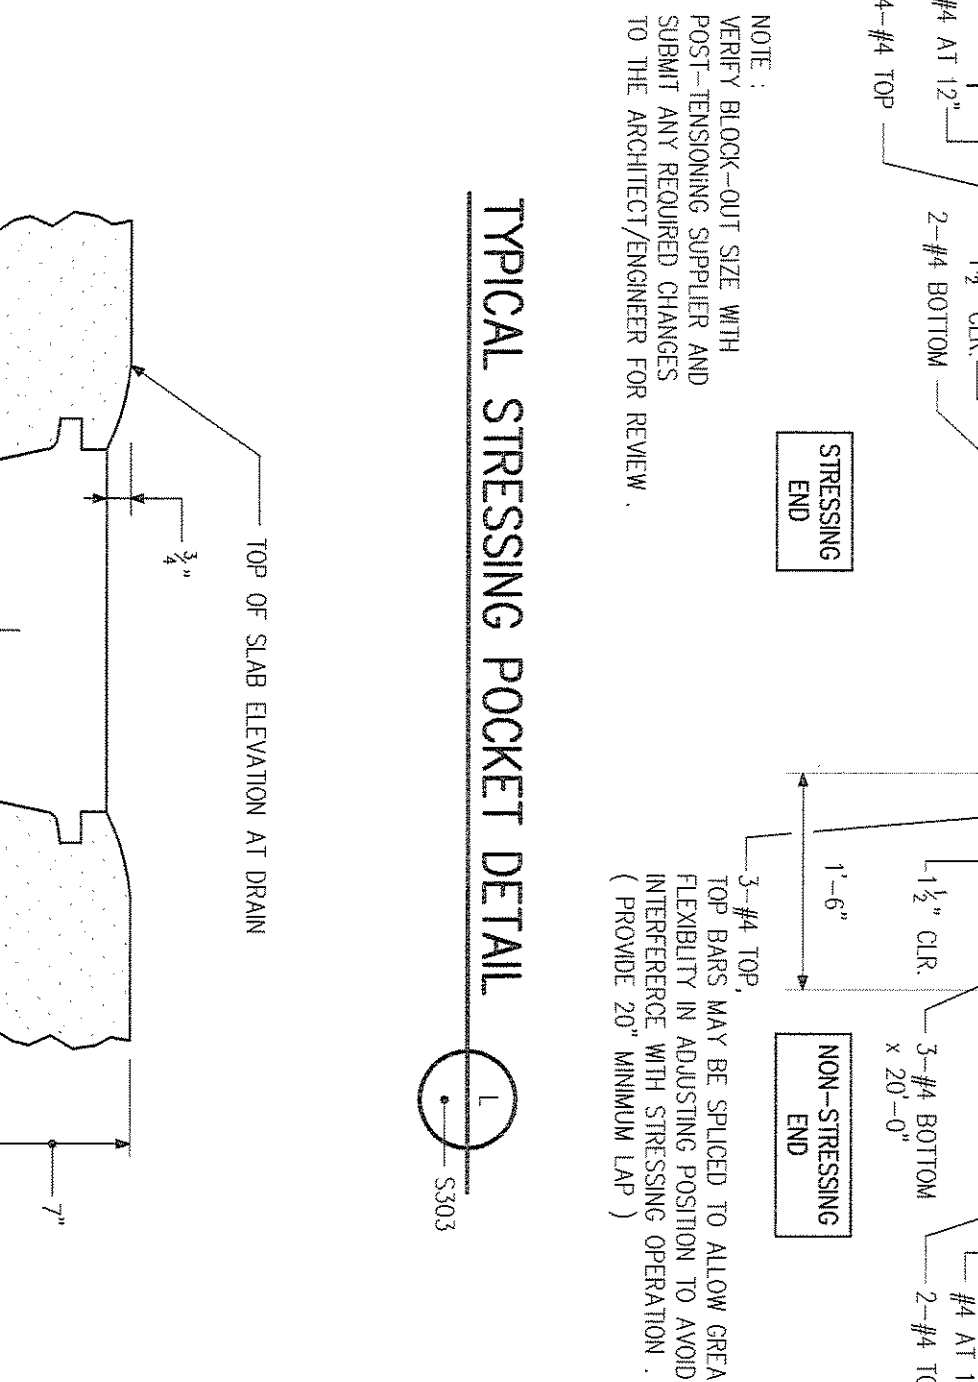 #4 AT 12"
4-#4 TOP
1½" CLR.
2-#4 BOTTOM
STRESSING
END
1½" CLR.
1'-6"
3-#4 BOTTOM
x 20'-0"
NON-STRESSING
END
#4 AT
2-#4
NOTE :
VERIFY BLOCK-OUT SIZE WITH
POST-TENSIONING SUPPLIER AND
SUBMIT ANY REQUIRED CHANGES
TO THE ARCHITECT/ENGINEER FOR REVIEW .
3-#4 TOP,
TOP BARS MAY BE SPLICED TO ALLOW
FLEXIBLITY IN ADJUSTING POSITION TO AVOID
INTERFERERCE WITH STRESSING OPERATION .
( PROVIDE 20" MINIMUM LAP )
TYPICAL STRESSING POCKET DETAIL
L
S303
TOP OF SLAB ELEVATION AT DRAIN
¾"
7"